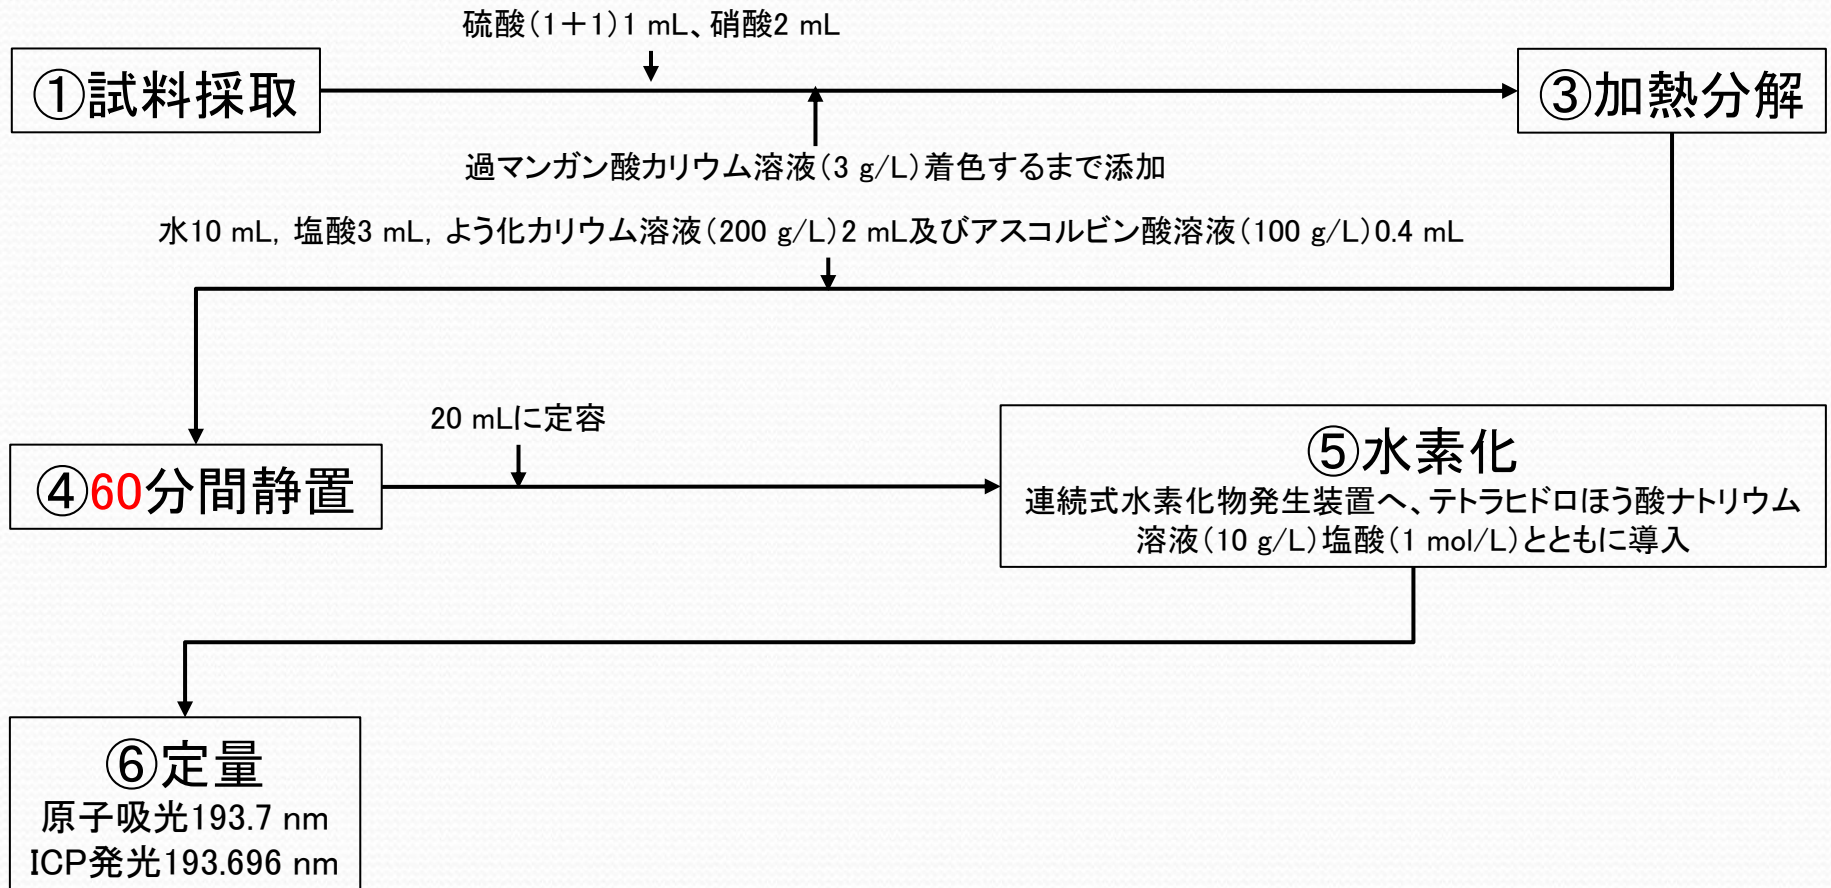 硫酸（1＋1）1 mL、硝酸2 mL
①試料採取
③加熱分解
過マンガン酸カリウム溶液（3 g/L）着色するまで添加
水10 mL, 塩酸3 mL, よう化カリウム溶液（200 g/L）2 mL及びアスコルビン酸溶液（100 g/L）0.4 mL
20 mLに定容
④60分間静置
⑤水素化
連続式水素化物発生装置へ、テトラヒドロほう酸ナトリウム
溶液（10 g/L）塩酸（1 mol/L）とともに導入
⑥定量
原子吸光193.7 nm
ICP発光193.696 nm